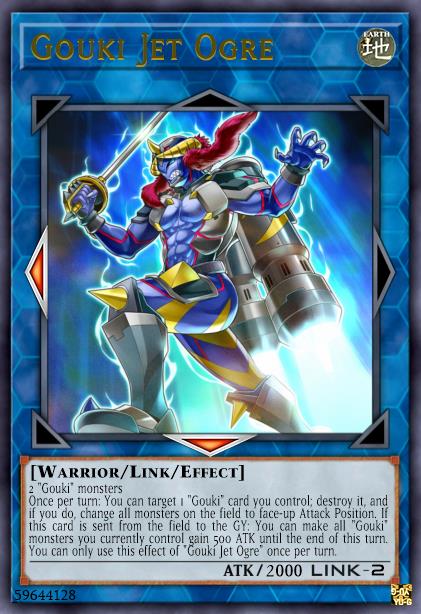 Gouki Jet Ogre
EARTH
地
[Warrior/Link/Effect]
2 "Gouki" monsters
Once per turn: You can target 1 "Gouki" card you control; destroy it, and
if you do, change all monsters on the field to face-up Attack Position. If
this card is sent from the field to the GY: You can make all "Gouki"
monsters you currently control gain 500 ATK until the end of this turn.
You can only use this effect of "Gouki Jet Ogre" once per turn.
ATK/2000 LINK-2
59644128